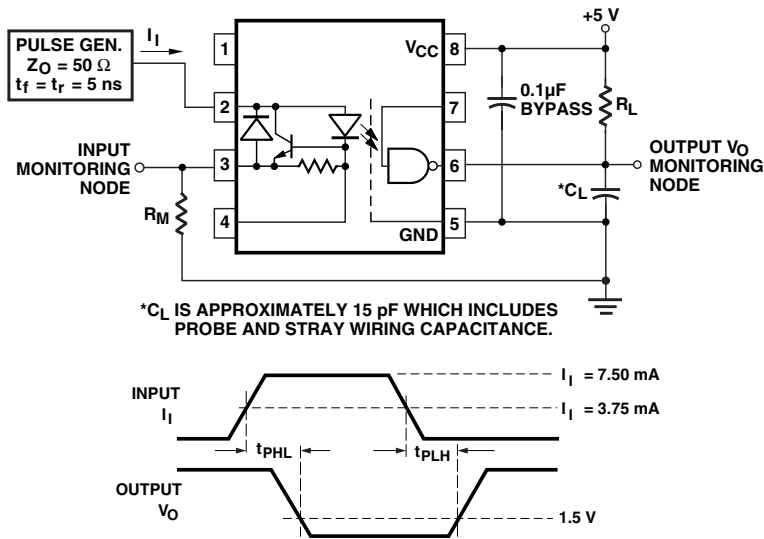 +5 V
PULSE GEN.
Z_O = 50 Ω
t_f = t_r = 5 ns
I_I
1
V_CC
8
2
7
0.1µF
BYPASS
R_L
INPUT
MONITORING
NODE
3
6
OUTPUT V_O
MONITORING
NODE
*C_L
R_M
4
GND
5
*C_L IS APPROXIMATELY 15 pF WHICH INCLUDES
PROBE AND STRAY WIRING CAPACITANCE.
INPUT
I_I
I_I = 7.50 mA
I_I = 3.75 mA
t_PHL
t_PLH
OUTPUT
V_O
1.5 V